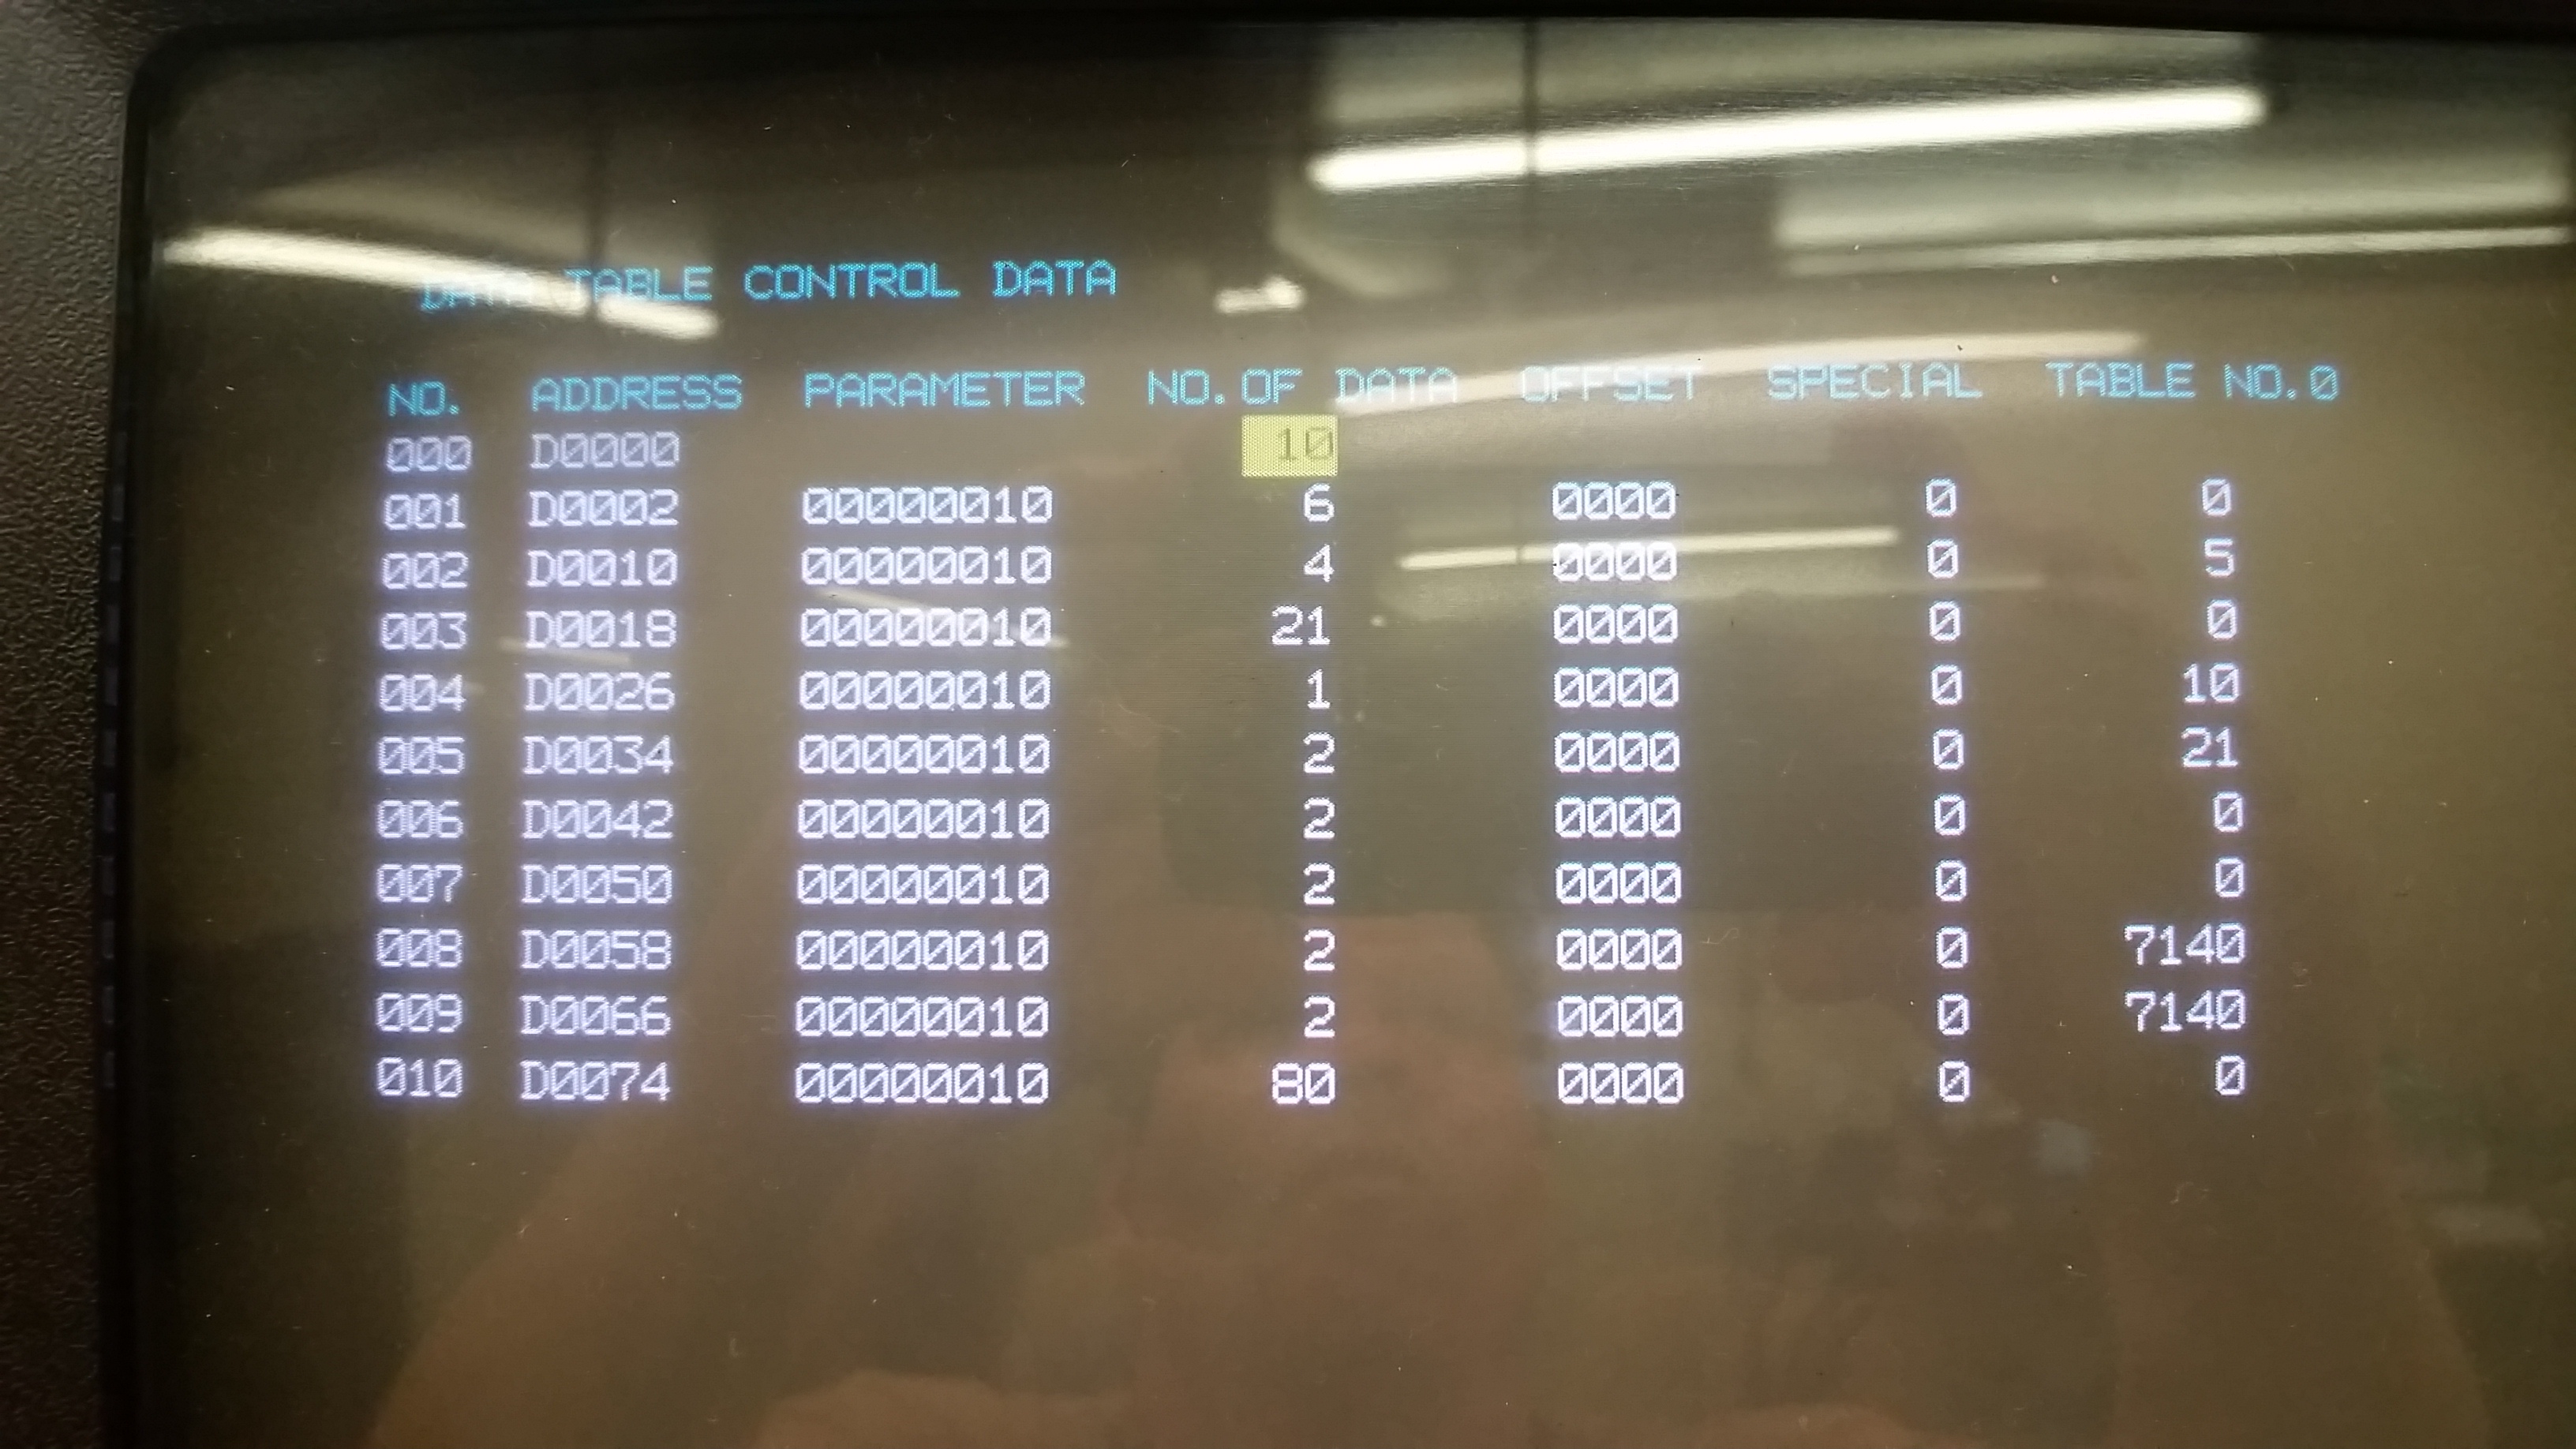 DATA TABLE CONTROL DATA
NO. ADDRESS PARAMETER NO.OF DATA OFFSET SPECIAL TABLE NO.0
000 D0000 10
001 D0002 00000010 6 0000 0 0
002 D0010 00000010 4 0000 0 5
003 D0018 00000010 21 0000 0 0
004 D0026 00000010 1 0000 0 10
005 D0034 00000010 2 0000 0 21
006 D0042 00000010 2 0000 0 0
007 D0050 00000010 2 0000 0 0
008 D0058 00000010 2 0000 0 7140
009 D0066 00000010 2 0000 0 7140
010 D0074 00000010 80 0000 0 0